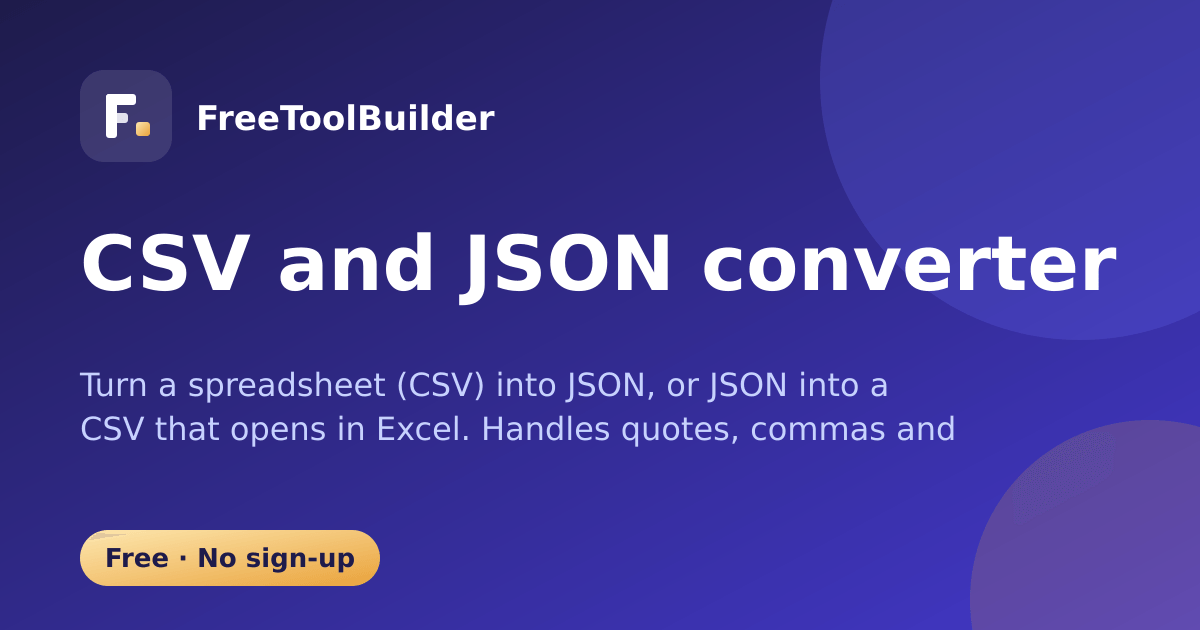 FreeToolBuilder
CSV and JSON converter
Turn a spreadsheet (CSV) into JSON, or JSON into a
CSV that opens in Excel. Handles quotes, commas and
Free · No sign-up